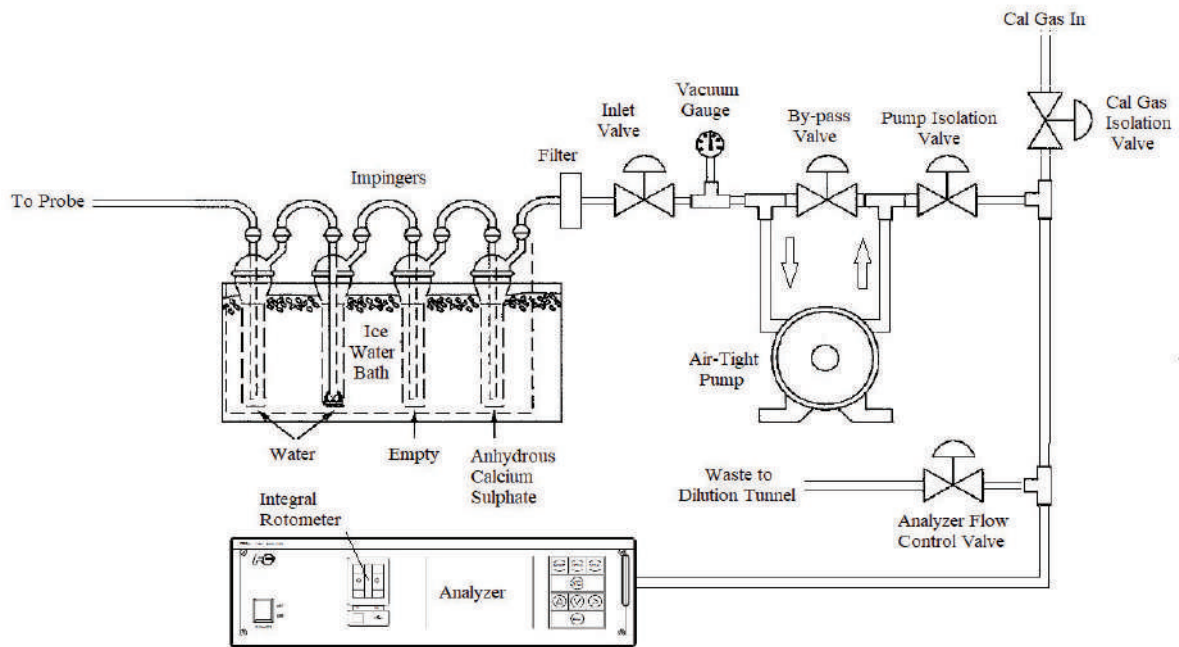 Cal Gas In
Cal Gas
Isolation
Valve
Vacuum
Gauge
Inlet
Valve
By-pass
Valve
Pump Isolation
Valve
Filter
Impingers
To Probe
Ice
Water
Bath
Air-Tight
Pump
Water
Empty
Anhydrous
Calcium
Sulphate
Waste to
Dilution Tunnel
Analyzer Flow
Control Valve
Integral
Rotometer
Analyzer